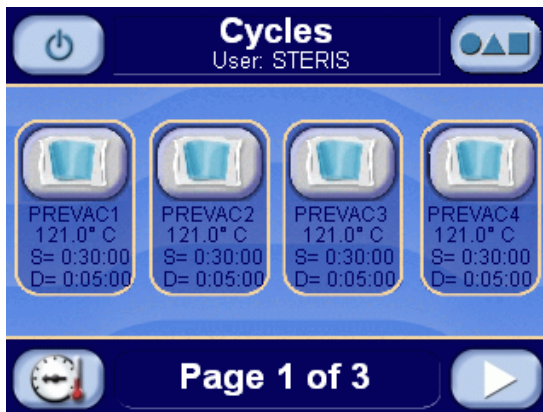 Cycles
User: STERIS
PREVAC1
121.0° C
S= 0:30:00
D= 0:05:00
PREVAC2
121.0° C
S= 0:30:00
D= 0:05:00
PREVAC3
121.0° C
S= 0:30:00
D= 0:05:00
PREVAC4
121.0° C
S= 0:30:00
D= 0:05:00
Page 1 of 3